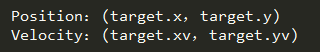 Position: (target.x, target.y)
Velocity: (target.xv, target.yv)